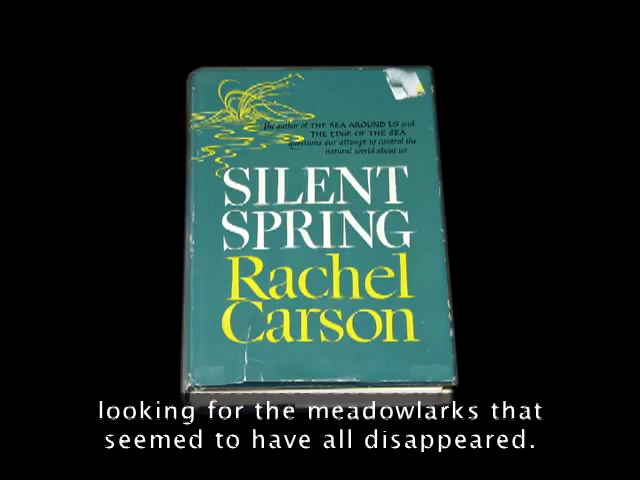 The author of THE SEA AROUND US and
THE EDGE OF THE SEA
questions our attempt to control the
natural world about us
SILENT
SPRING
Rachel
Carson
looking for the meadowlarks that
seemed to have all disappeared.